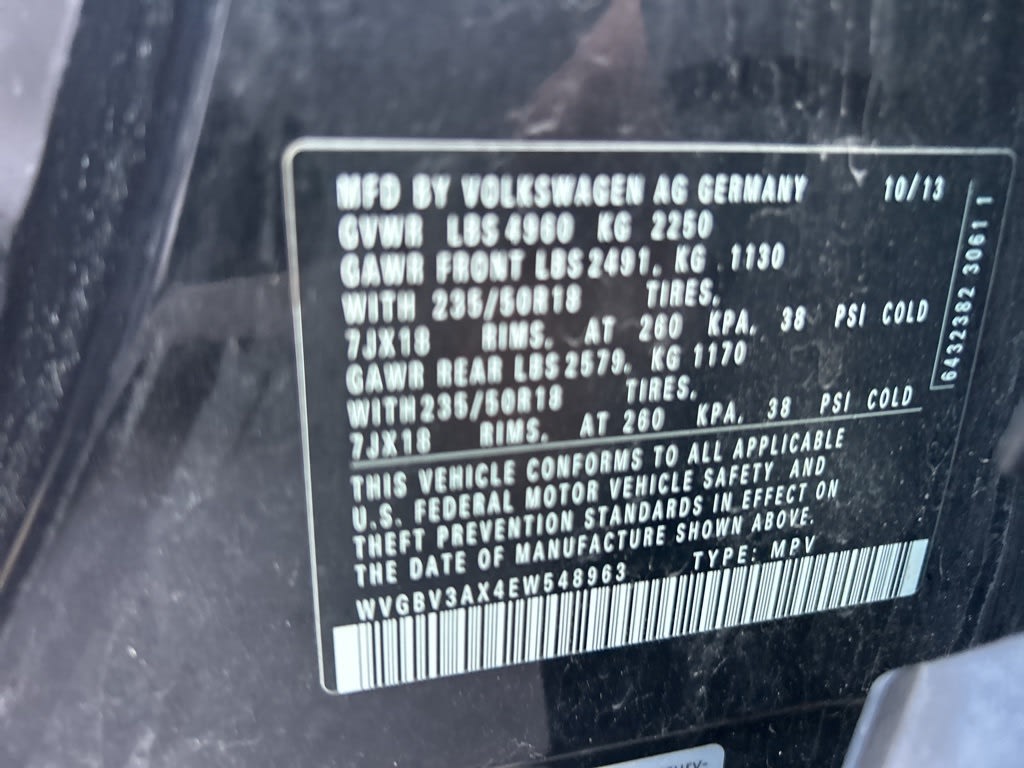 MFD BY VOLKSWAGEN AG GERMANY 10/13
GVWR LBS 4960 KG 2250
GAWR FRONT LBS 2491. KG 1130
WITH 235/50R18 TIRES.
7JX18 RIMS. AT 260 KPA. 38 PSI COLD
GAWR REAR LBS 2579. KG 1170
WITH 235/50R18 TIRES.
7JX18 RIMS. AT 260 KPA. 38 PSI COLD
THIS VEHICLE CONFORMS TO ALL APPLICABLE
U.S. FEDERAL MOTOR VEHICLE SAFETY AND
THEFT PREVENTION STANDARDS IN EFFECT ON
THE DATE OF MANUFACTURE SHOWN ABOVE.
WVGBV3AX4EW548963 TYPE: MPV
6432382 3061 1